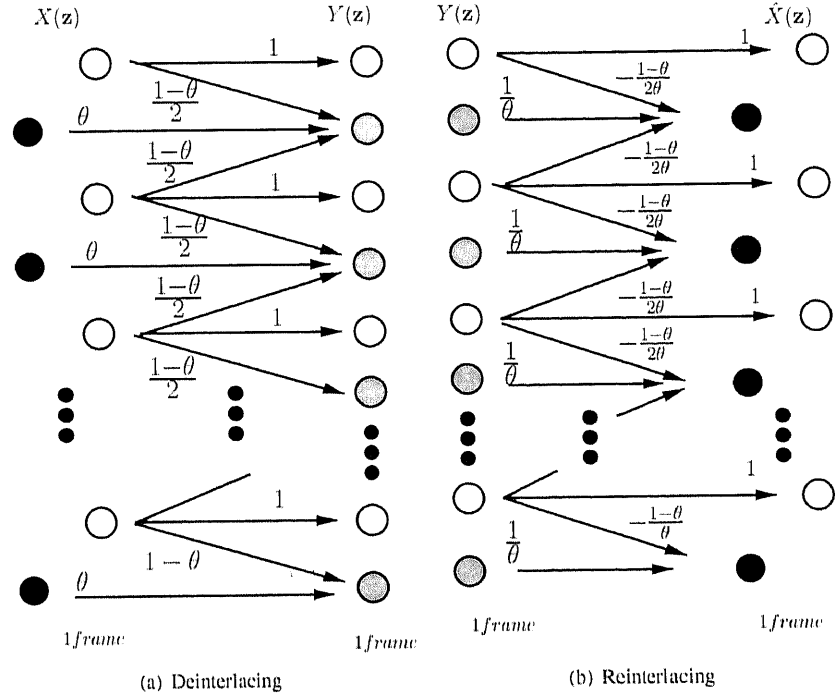 X(z) Y(z) Y(z) X̂(z)
1 1
1−θ/2 −1−θ/2θ
θ 1/θ
1−θ/2 −1−θ/2θ
1 1
1−θ/2 −1−θ/2θ
θ 1/θ
1−θ/2 −1−θ/2θ
1 1
1−θ/2 −1−θ/2θ
1/θ
1 1
1−θ −1−θ/θ
θ 1/θ
1frame 1frame 1frame 1frame
(a) Deinterlacing (b) Reinterlacing